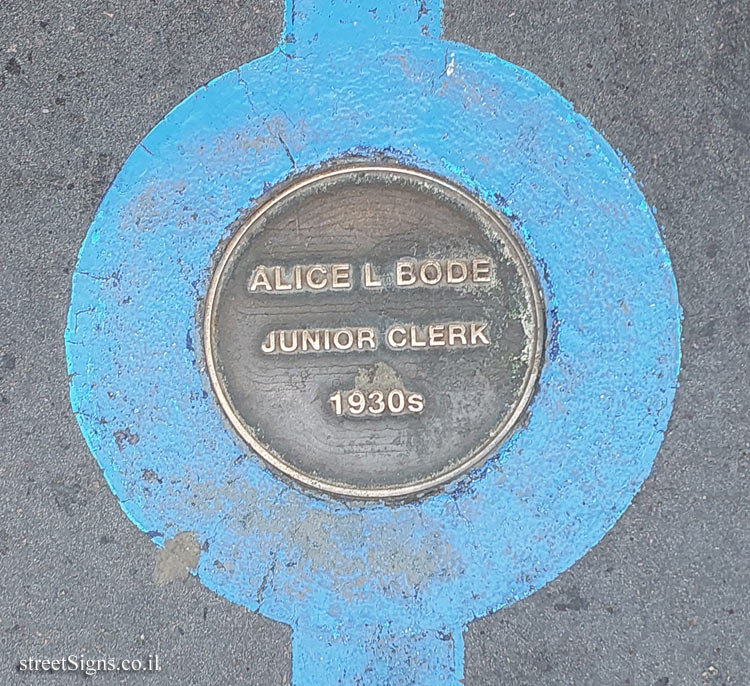 ALICE L BODE
JUNIOR CLERK
1930s
streetSigns.co.il